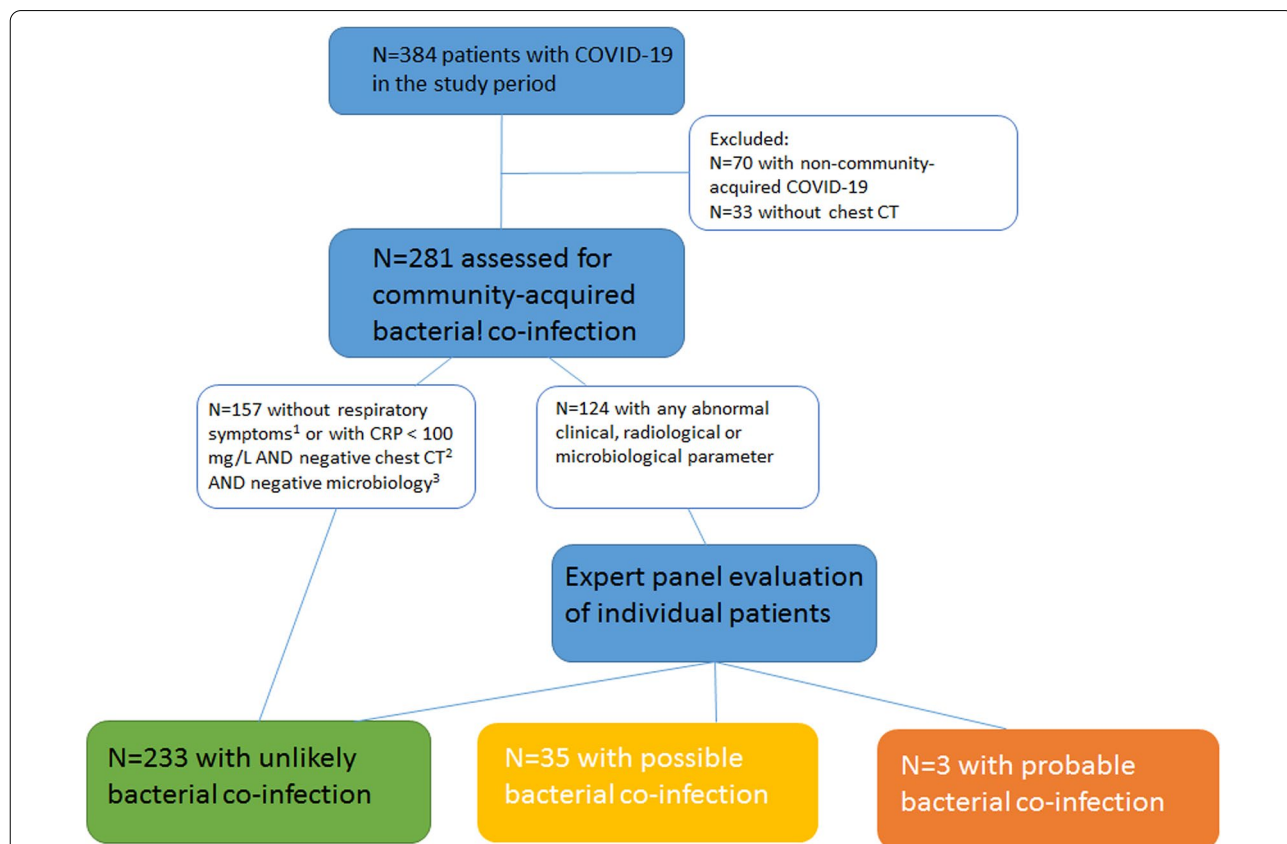 N=384 patients with COVID-19
in the study period
Excluded:
N=70 with non-community-
acquired COVID-19
N=33 without chest CT
N=281 assessed for
community-acquired
bacterial co-infection
N=157 without respiratory
symptoms¹ or with CRP < 100
mg/L AND negative chest CT²
AND negative microbiology³
N=124 with any abnormal
clinical, radiological or
microbiological parameter
Expert panel evaluation
of individual patients
N=233 with unlikely
bacterial co-infection
N=35 with possible
bacterial co-infection
N=3 with probable
bacterial co-infection